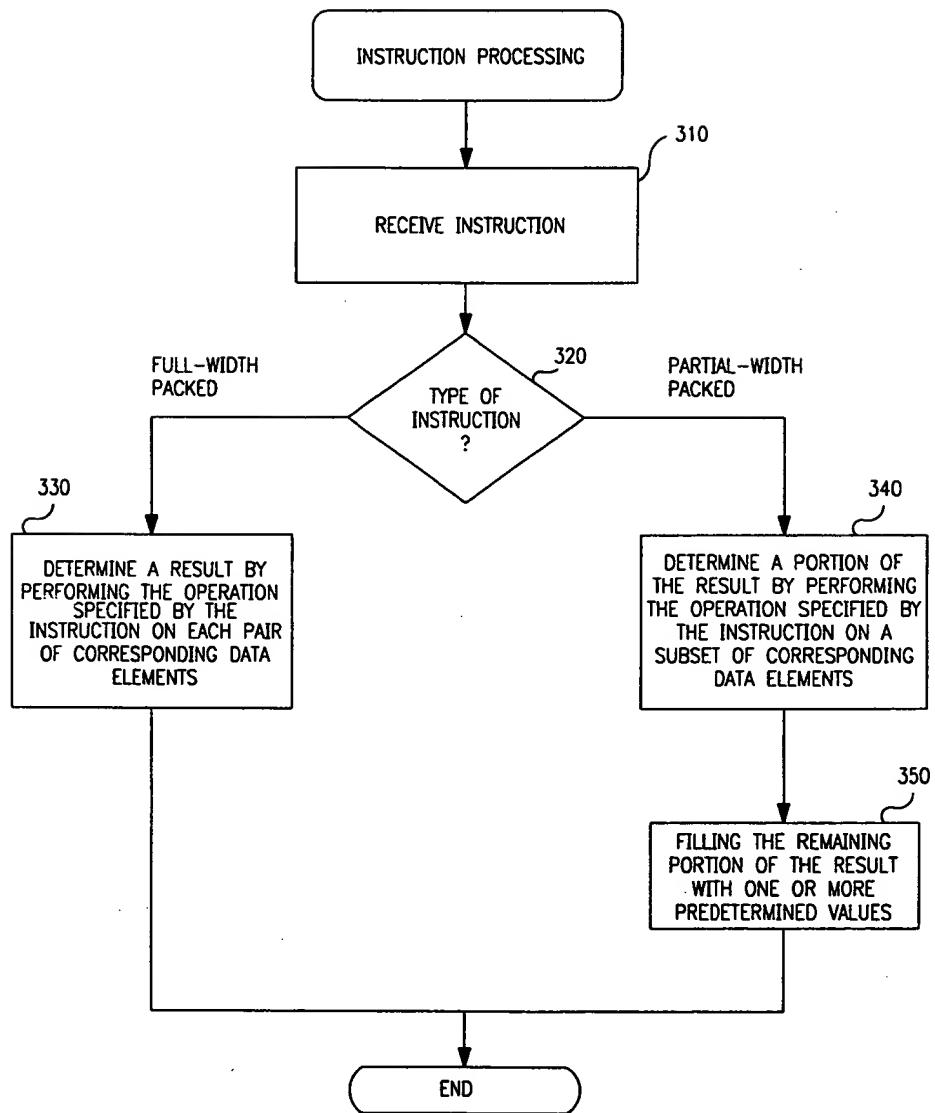 INSTRUCTION PROCESSING
310
RECEIVE INSTRUCTION
320
FULL-WIDTH
PACKED
PARTIAL-WIDTH
PACKED
TYPE OF
INSTRUCTION
?
330
DETERMINE A RESULT BY
PERFORMING THE OPERATION
SPECIFIED BY THE
INSTRUCTION ON EACH PAIR
OF CORRESPONDING DATA
ELEMENTS
340
DETERMINE A PORTION OF
THE RESULT BY PERFORMING
THE OPERATION SPECIFIED BY
THE INSTRUCTION ON A
SUBSET OF CORRESPONDING
DATA ELEMENTS
350
FILLING THE REMAINING
PORTION OF THE RESULT
WITH ONE OR MORE
PREDETERMINED VALUES
END